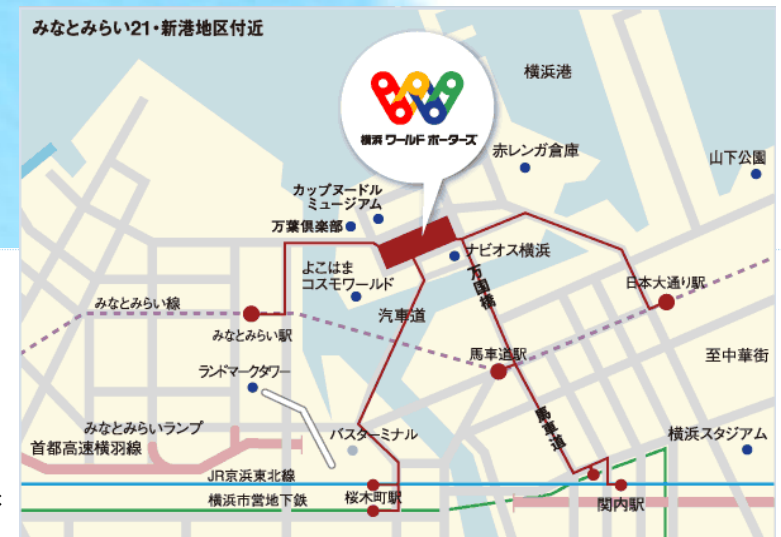 みなとみらい21・新港地区付近
横浜 ワールド ポーターズ
横浜港
赤レンガ倉庫
山下公園
カップヌードル
ミュージアム
万葉倶楽部
ナビオス横浜
よこはま
コスモワールド
万国橋
日本大通り駅
みなとみらい線
汽車道
みなとみらい駅
馬車道駅
至中華街
ランドマークタワー
馬車道
みなとみらいランプ
バスターミナル
横浜スタジアム
首都高速横羽線
JR京浜東北線
横浜市営地下鉄
桜木町駅
関内駅